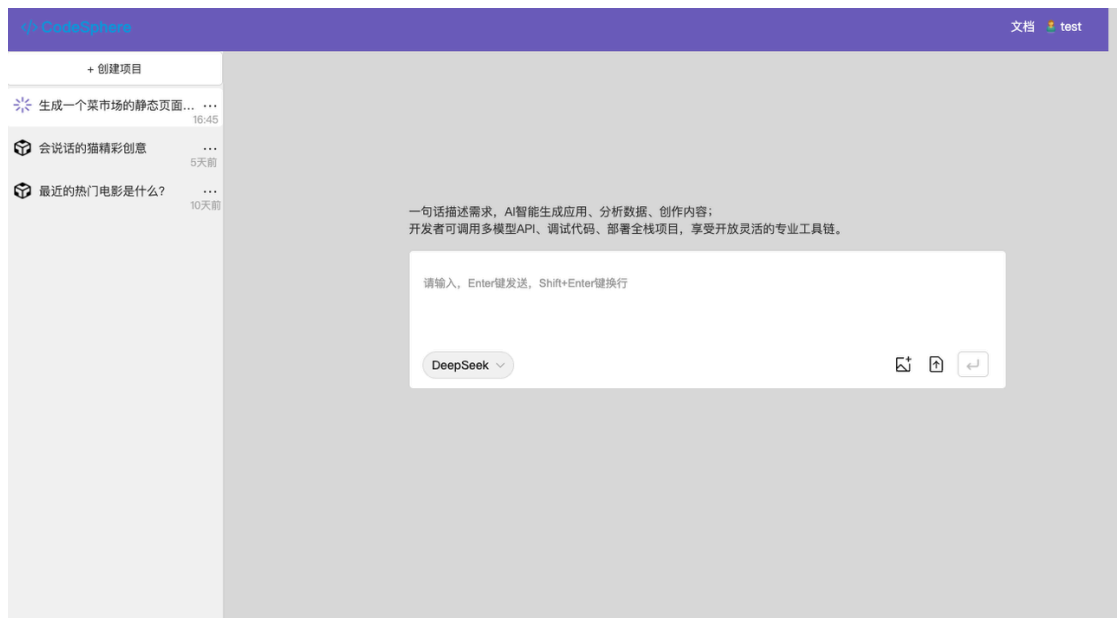 </> CodeSphere
文档 test
+ 创建项目
生成一个菜市场的静态页面... ...
16:45
会说话的猫精彩创意 ...
5天前
最近的热门电影是什么? ...
10天前
一句话描述需求，AI智能生成应用、分析数据、创作内容；
开发者可调用多模型API、调试代码、部署全栈项目，享受开放灵活的专业工具链。
请输入，Enter键发送，Shift+Enter键换行
DeepSeek